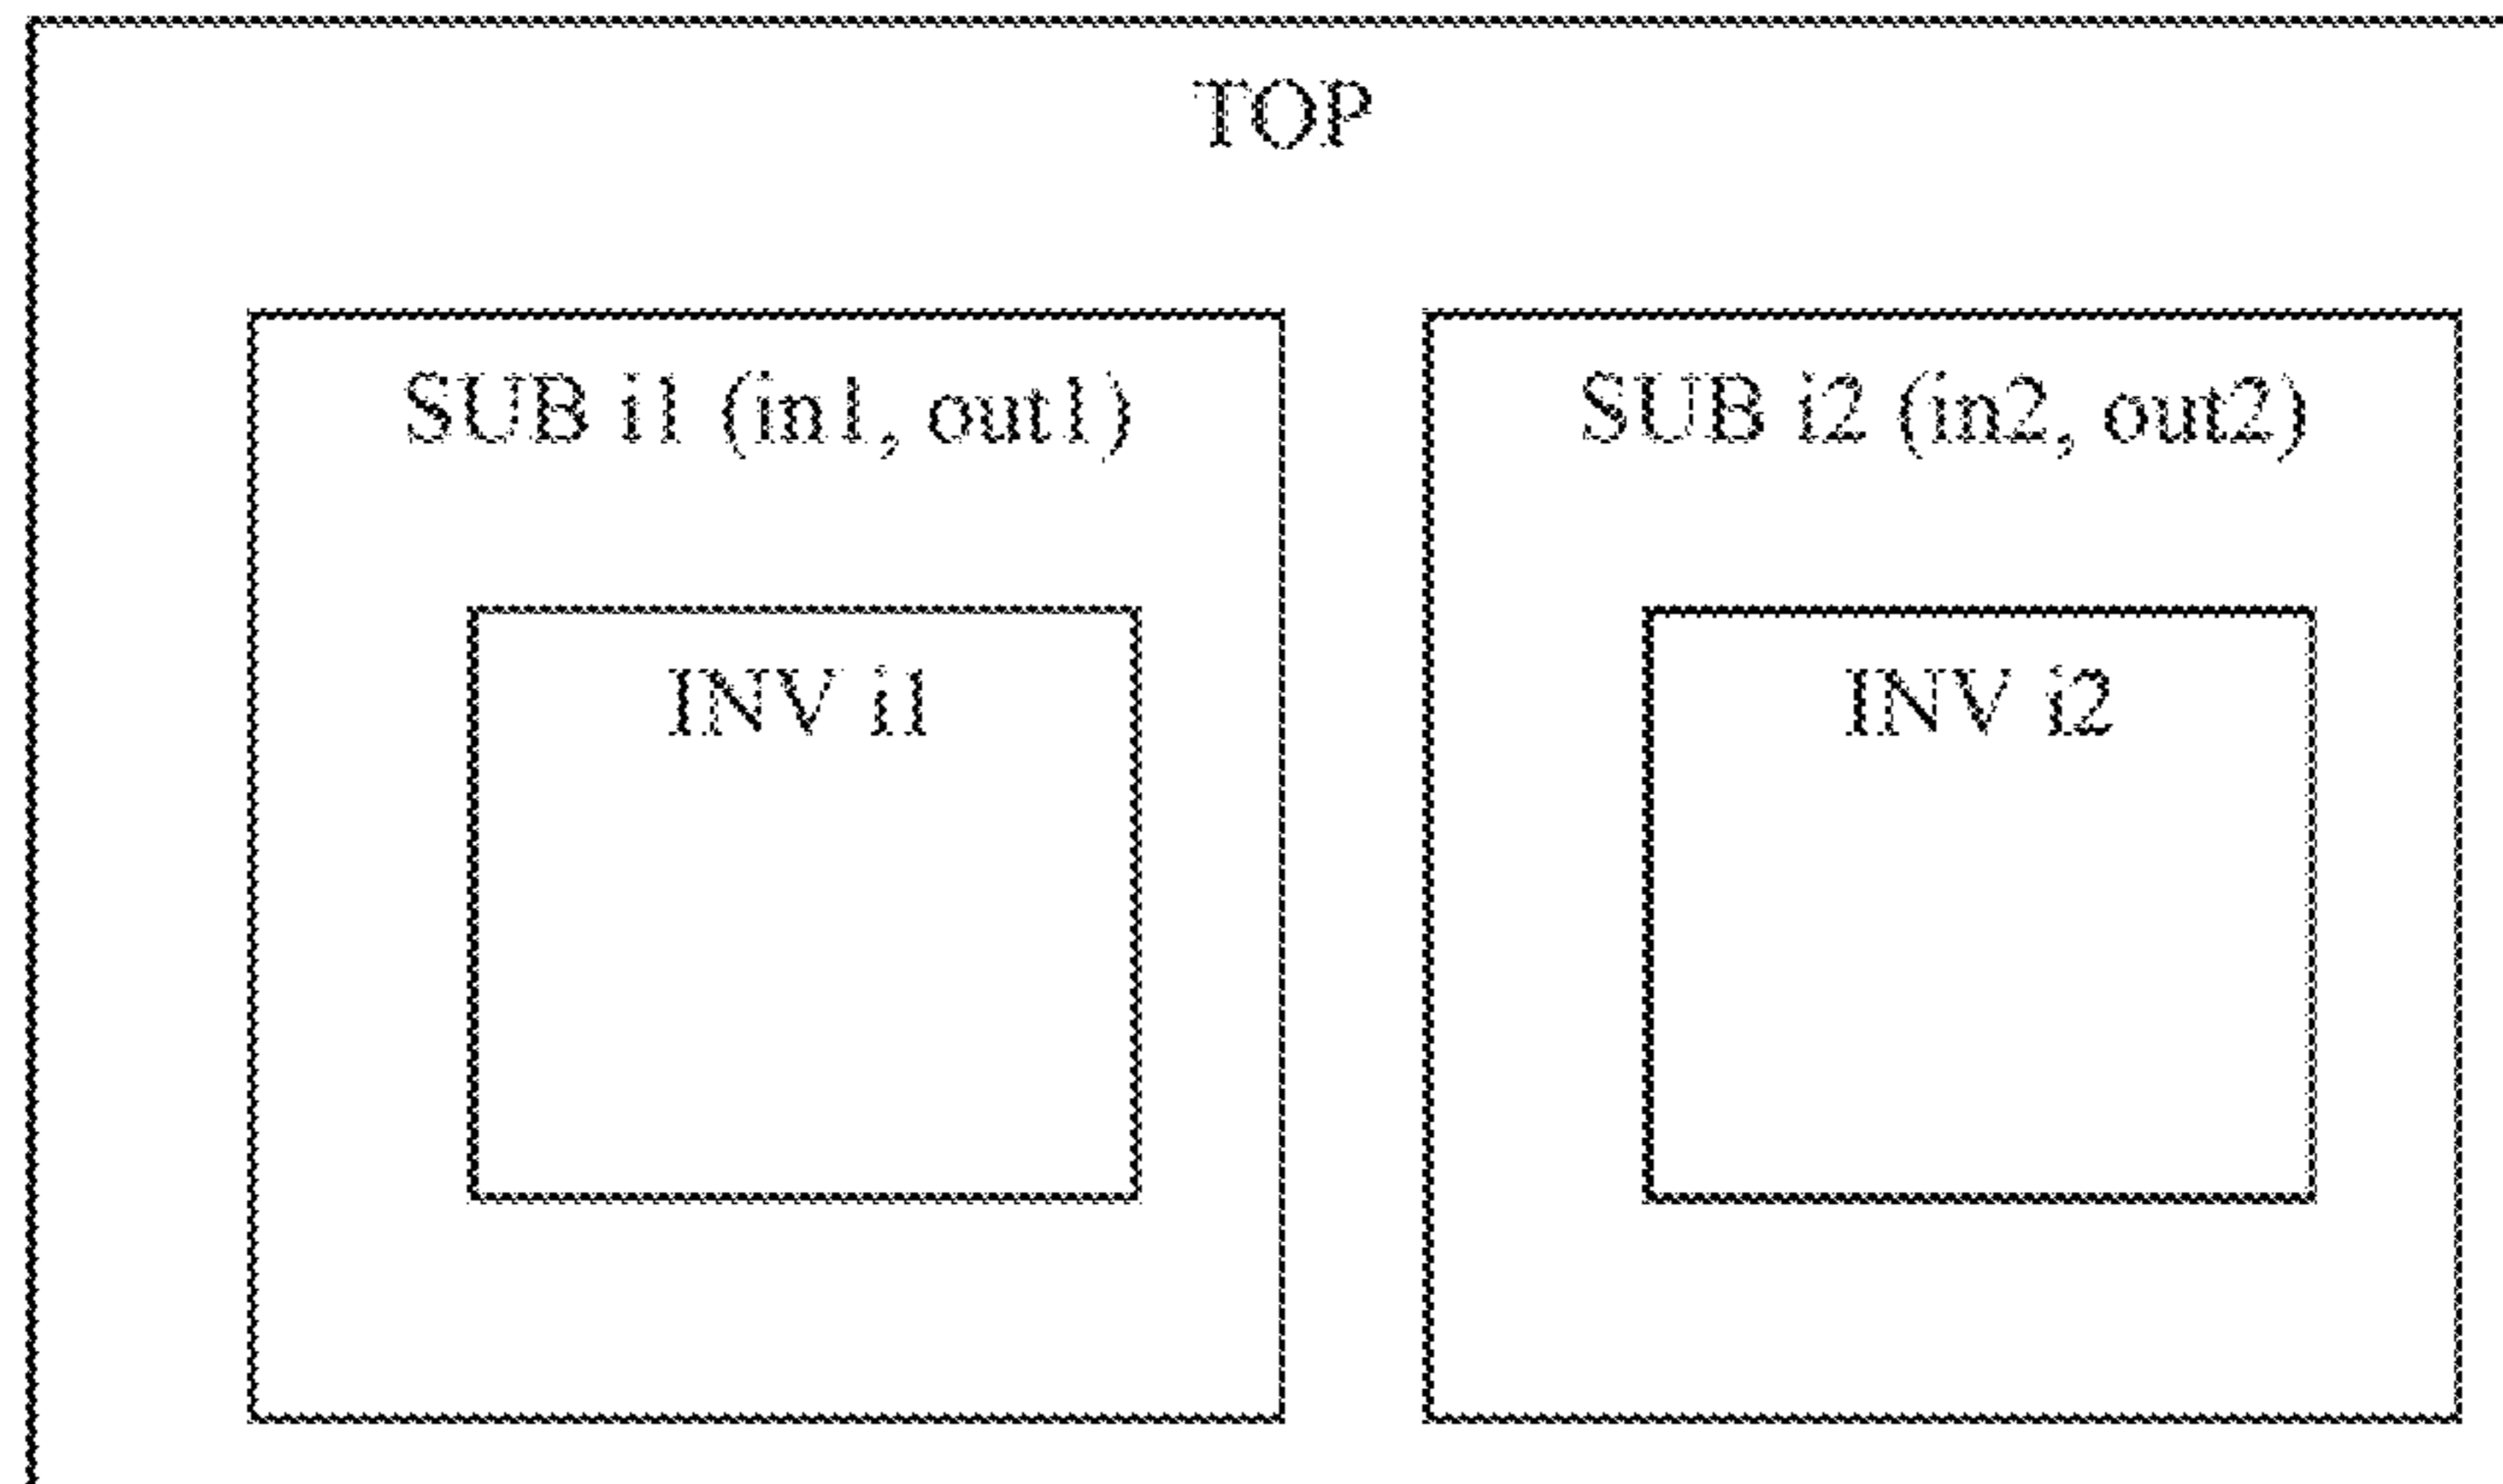 TOP
SUB i1 (in1, out1)
SUB i2 (in2, out2)
INV i1
INV i2